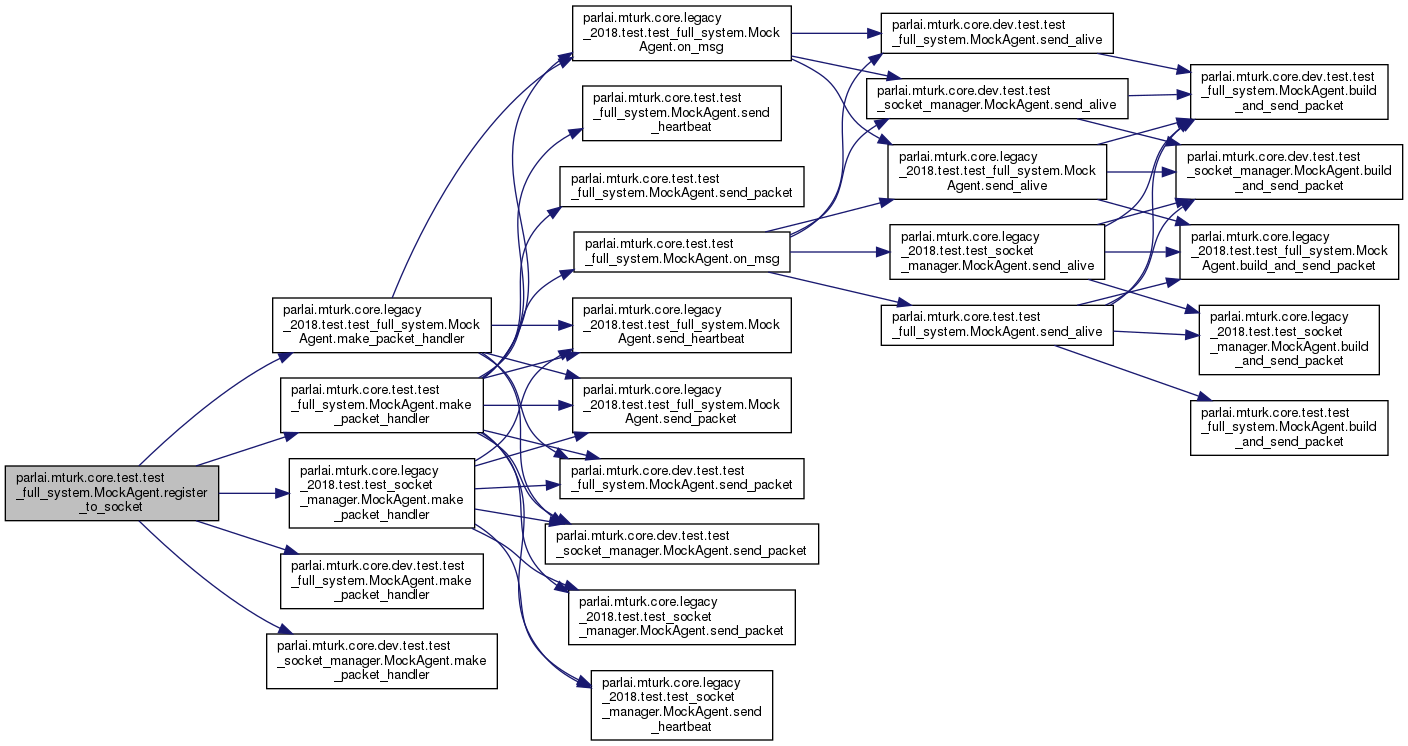 parlai.mturk.core.test.test
_full_system.MockAgent.register
_to_socket
parlai.mturk.core.legacy
_2018.test.test_full_system.Mock
Agent.make_packet_handler
parlai.mturk.core.test.test
_full_system.MockAgent.make
_packet_handler
parlai.mturk.core.legacy
_2018.test.test_socket
_manager.MockAgent.make
_packet_handler
parlai.mturk.core.dev.test.test
_full_system.MockAgent.make
_packet_handler
parlai.mturk.core.dev.test.test
_socket_manager.MockAgent.make
_packet_handler
parlai.mturk.core.legacy
_2018.test.test_full_system.Mock
Agent.on_msg
parlai.mturk.core.test.test
_full_system.MockAgent.send
_heartbeat
parlai.mturk.core.test.test
_full_system.MockAgent.send_packet
parlai.mturk.core.test.test
_full_system.MockAgent.on_msg
parlai.mturk.core.legacy
_2018.test.test_full_system.Mock
Agent.send_heartbeat
parlai.mturk.core.legacy
_2018.test.test_full_system.Mock
Agent.send_packet
parlai.mturk.core.dev.test.test
_full_system.MockAgent.send_packet
parlai.mturk.core.dev.test.test
_socket_manager.MockAgent.send_packet
parlai.mturk.core.legacy
_2018.test.test_socket
_manager.MockAgent.send_packet
parlai.mturk.core.legacy
_2018.test.test_socket
_manager.MockAgent.send
_heartbeat
parlai.mturk.core.dev.test.test
_full_system.MockAgent.send_alive
parlai.mturk.core.dev.test.test
_socket_manager.MockAgent.send_alive
parlai.mturk.core.legacy
_2018.test.test_full_system.Mock
Agent.send_alive
parlai.mturk.core.legacy
_2018.test.test_socket
_manager.MockAgent.send_alive
parlai.mturk.core.test.test
_full_system.MockAgent.send_alive
parlai.mturk.core.dev.test.test
_full_system.MockAgent.build
_and_send_packet
parlai.mturk.core.dev.test.test
_socket_manager.MockAgent.build
_and_send_packet
parlai.mturk.core.legacy
_2018.test.test_full_system.Mock
Agent.build_and_send_packet
parlai.mturk.core.legacy
_2018.test.test_socket
_manager.MockAgent.build
_and_send_packet
parlai.mturk.core.test.test
_full_system.MockAgent.build
_and_send_packet